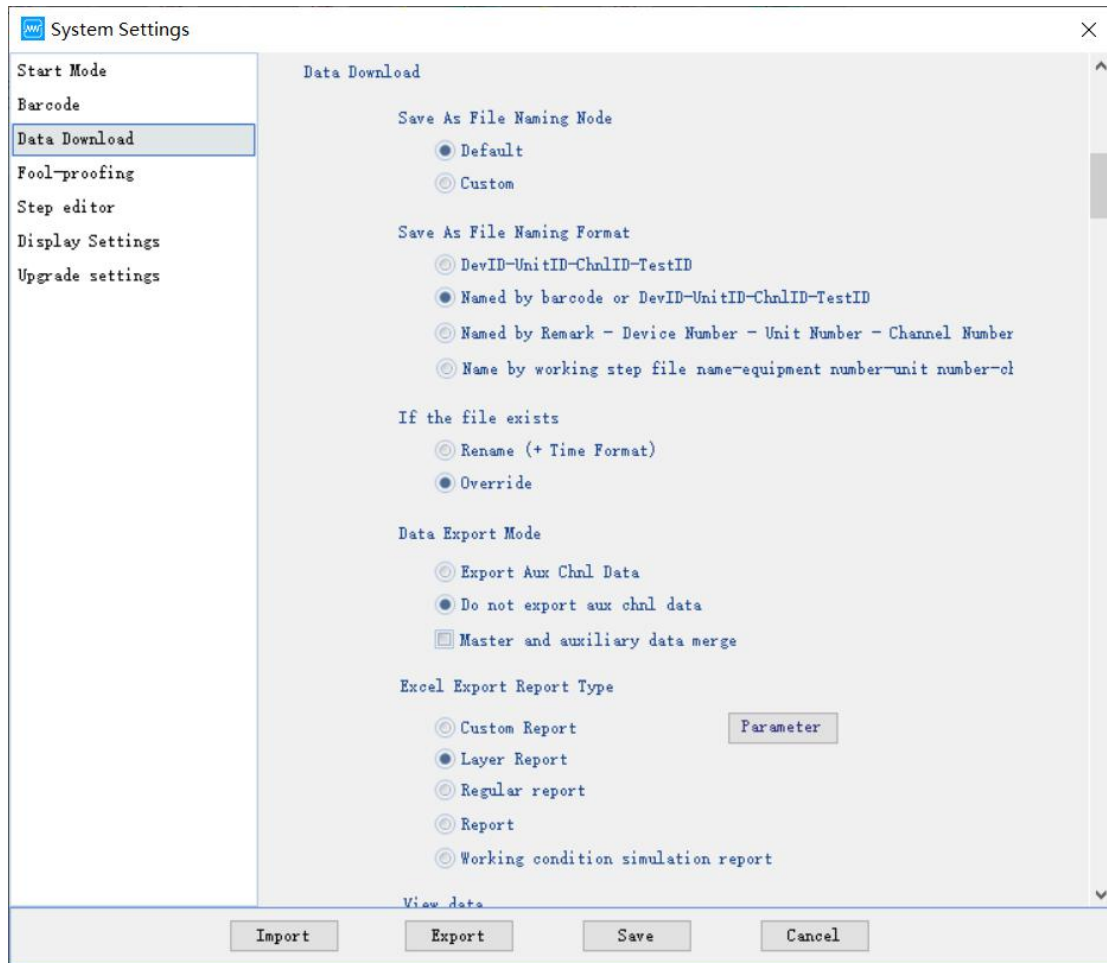 System Settings
Start Mode
Barcode
Data Download
Fool-proofing
Step editor
Display Settings
Upgrade settings
Data Download
Save As File Naming Node
Default
Custom
Save As File Naming Format
DevID-UnitID-ChnlID-TestID
Named by barcode or DevID-UnitID-ChnlID-TestID
Named by Remark - Device Number - Unit Number - Channel Number
Name by working step file name-equipment number-unit number-cl
If the file exists
Rename (+ Time Format)
Override
Data Export Mode
Export Aux Chnl Data
Do not export aux chnl data
Master and auxiliary data merge
Excel Export Report Type
Custom Report
Parameter
Layer Report
Regular report
Report
Working condition simulation report
View data
Import
Export
Save
Cancel